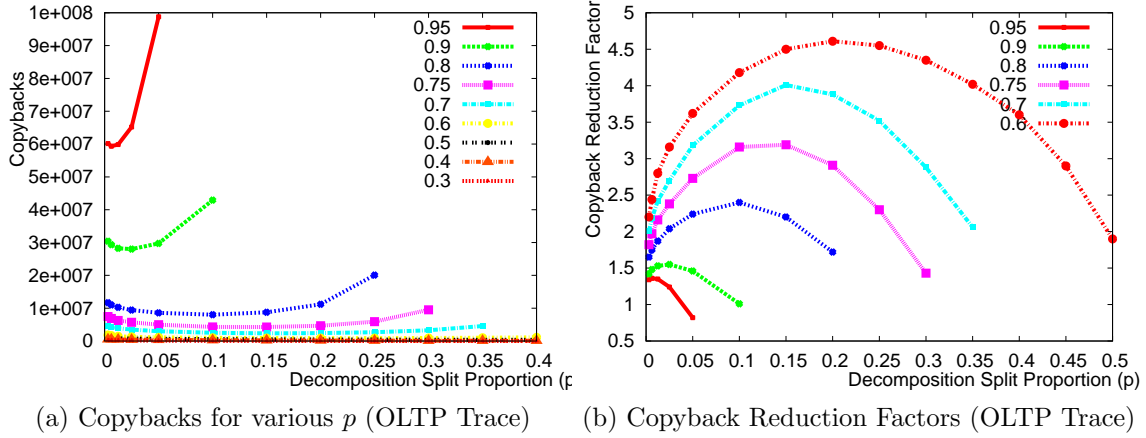 Copybacks
1e+008
9e+007
8e+007
7e+007
6e+007
5e+007
4e+007
3e+007
2e+007
1e+007
0
0 0.05 0.1 0.15 0.2 0.25 0.3 0.35 0.4
Decomposition Split Proportion (p
0.95
0.9
0.8
0.75
0.7
0.6
0.5
0.4
0.3
(a) Copybacks for various p (OLTP Trace)
Copyback Reduction Factor
5
4.5
4
3.5
3
2.5
2
1.5
1
0.5
0 0.05 0.1 0.15 0.2 0.25 0.3 0.35 0.4 0.45 0.5
Decomposition Split Proportion (p)
0.95
0.9
0.8
0.75
0.7
0.6
(b) Copyback Reduction Factors (OLTP Trace)